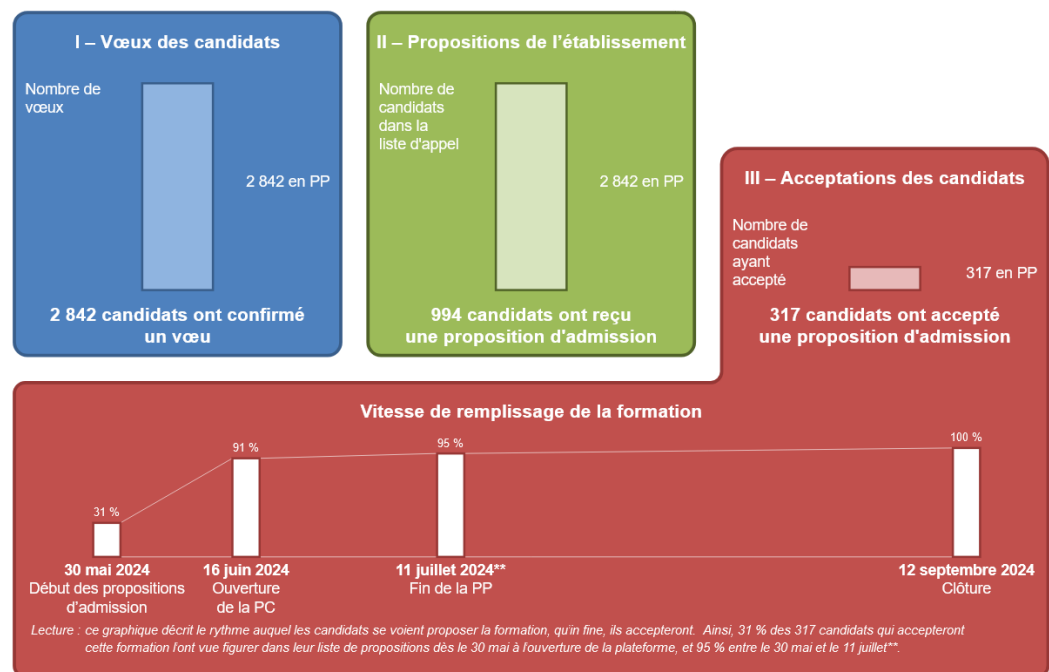 I – Vœux des candidats
Nombre de
vœux
2 842 en PP
2 842 candidats ont confirmé
un vœu
II – Propositions de l'établissement
Nombre de
candidats
dans la
liste d'appel
2 842 en PP
994 candidats ont reçu
une proposition d'admission
III – Acceptations des candidats
Nombre de
candidats
ayant
accepté
317 en PP
317 candidats ont accepté
une proposition d'admission
Vitesse de remplissage de la formation
31 %
91 %
95 %
100 %
30 mai 2024
Début des propositions
d'admission
16 juin 2024
Ouverture
de la PC
11 juillet 2024**
Fin de la PP
12 septembre 2024
Clôture
Lecture : ce graphique décrit le rythme auquel les candidats se voient proposer la formation, qu'in fine, ils accepteront. Ainsi, 31 % des 317 candidats qui accepteront
cette formation l'ont vue figurer dans leur liste de propositions dès le 30 mai à l'ouverture de la plateforme, et 95 % entre le 30 mai et le 11 juillet**.